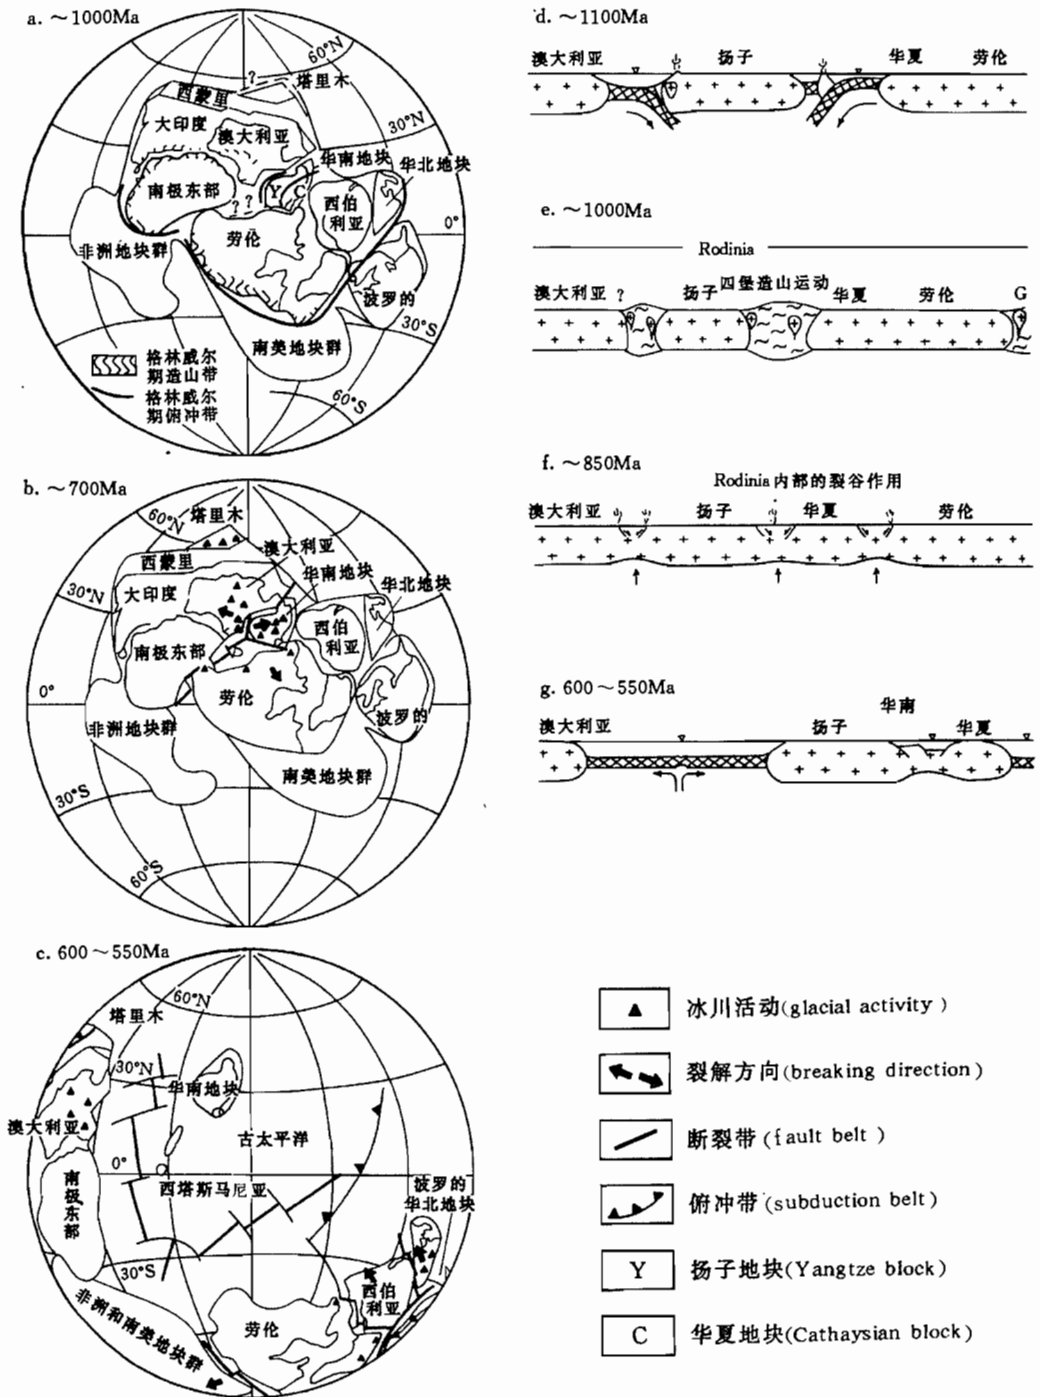 a. ～1000Ma
60°N
?
塔里木
西蒙里
大印度
澳大利亚
30°N
华南地块
华北地块
南极东部
Y
C
? ?
西伯
利亚
0°
劳伦
非洲地块群
波罗的
30°S
南美地块群
格林威尔
期造山带
格林威尔
期俯冲带
60°S
b. ～700Ma
60°N
塔里木
澳大利亚
西蒙里
华南地块
30°N
大印度
华北地块
西伯
利亚
南极东部
0°
劳伦
非洲地块群
波罗的
南美地块群
30°S
60°S
c. 600～550Ma
60°N
塔里木
30°N
华南地块
澳大利亚
古太平洋
0°
南极东部
西塔斯马尼亚
波罗的
华北地块
30°S
西伯
利亚
非洲和南美地块群
劳伦
d. ～1100Ma
澳大利亚 扬子 华夏 劳伦
e. ～1000Ma
Rodinia
澳大利亚 ? 扬子 四堡造山运动 华夏 劳伦 G
f. ～850Ma
Rodinia内部的裂谷作用
澳大利亚 扬子 华夏 劳伦
g. 600～550Ma
华南
澳大利亚 扬子 华夏
冰川活动(glacial activity)
裂解方向(breaking direction)
断裂带(fault belt)
俯冲带(subduction belt)
Y 扬子地块(Yangtze block)
C 华夏地块(Cathaysian block)